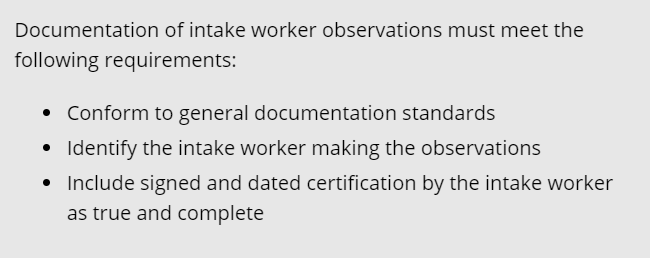 Documentation of intake worker observations must meet the
following requirements:
• Conform to general documentation standards
• Identify the intake worker making the observations
• Include signed and dated certification by the intake worker
as true and complete